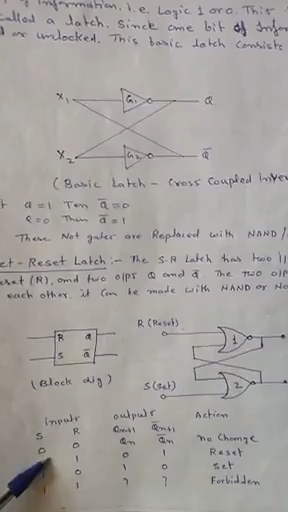 of Information. i.e. Logic 1 or 0. This
called a latch. Since one bit of Infor
or unlocked. This basic latch consists
X1 G1 Q
X2 G2 Q̅
(Basic Latch - Cross Coupled Inver
Q = 1 Ten Q̅ = 0
Q = 0 Then Q̅ = 1
These Not gates are Replaced with NAND /
et - Reset Latch :- The S.R Latch has two I/
eset (R), and two o/ps Q and Q̅. The two o/p
each other. it Can be made with NAND or No
R (Reset)
R Q 1
S Q̅
(Block dig) S (Set) 2
inputs outputs Action
S R Qn+1 Q̅n+1
0 0 Qn Q̅n no Change
0 1 0 1 Reset
1 0 1 0 Set
1 1 ? ? Forbidden